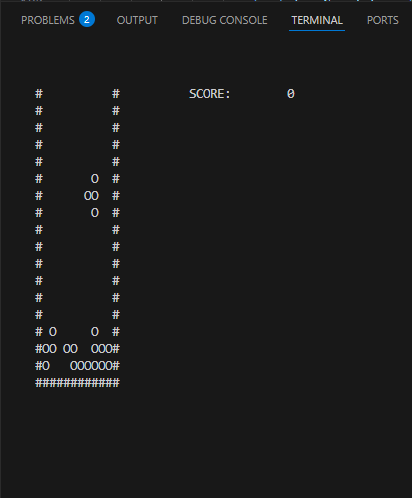 PROBLEMS 2 OUTPUT DEBUG CONSOLE TERMINAL PORTS
#          #          SCORE:        0
#          #
#          #
#          #
#          #
#       O  #
#      OO  #
#       O  #
#          #
#          #
#          #
#          #
#          #
#          #
# O     O  #
#OO OO  OOO#
#O   OOOOOO#
############